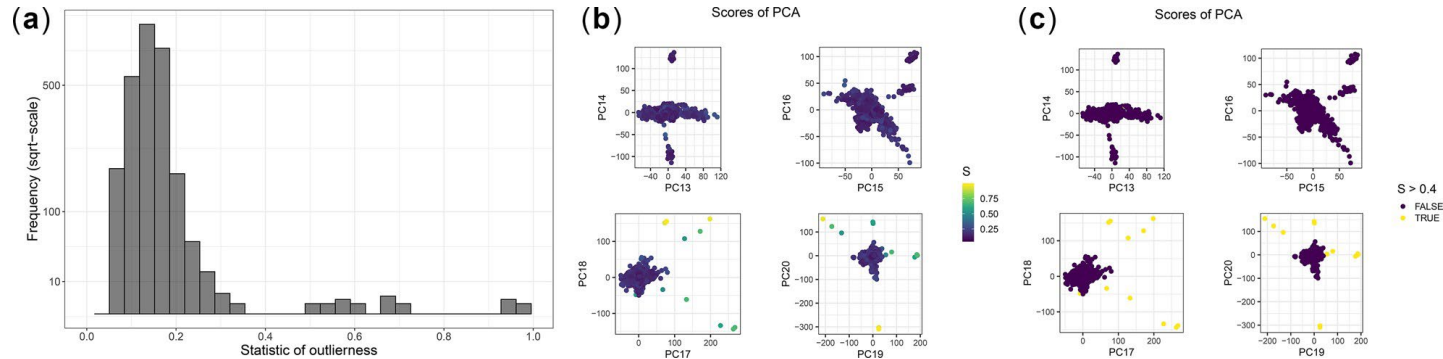 (a)
Frequency (sqrt−scale)
500
100
10
0.0 0.2 0.4 0.6 0.8 1.0
Statistic of outlierness
(b)
Scores of PCA
PC14
100
50
0
−50
−100
−40 0 40 80 120
PC13
PC16
100
50
0
−50
−100
−50 0 50
PC15
PC18
100
0
−100
0 100 200
PC17
PC20
100
0
−100
−200
−300
−200 −100 0 100 200
PC19
S
0.75
0.50
0.25
(c)
Scores of PCA
PC14
100
50
0
−50
−100
−40 0 40 80 120
PC13
PC16
100
50
0
−50
−100
−50 0 50
PC15
PC18
100
0
−100
0 100 200
PC17
PC20
100
0
−100
−200
−300
−200 −100 0 100 200
PC19
S > 0.4
FALSE
TRUE